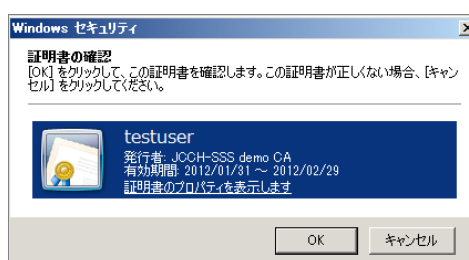 Windows セキュリティ
証明書の確認
[OK] をクリックして、この証明書を確認します。この証明書が正しくない場合、[キャン
セル] をクリックしてください。
testuser
発行者: JCCH-SSS demo CA
有効期間: 2012/01/31 ～ 2012/02/29
証明書のプロパティを表示します
OK
キャンセル